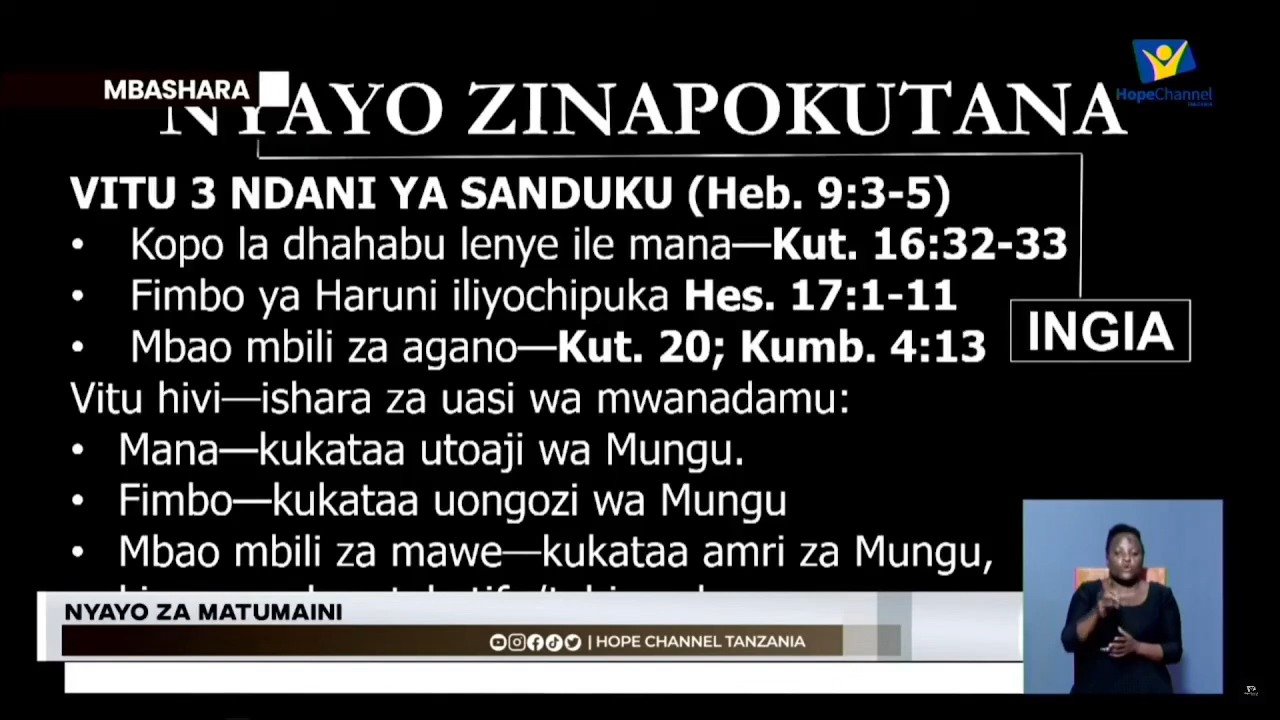 MBASHARA
NYAYO ZINAPOKUTANA
HopeChannel
VITU 3 NDANI YA SANDUKU (Heb. 9:3-5)
• Kopo la dhahabu lenye ile mana—Kut. 16:32-33
• Fimbo ya Haruni iliyochipuka Hes. 17:1-11
• Mbao mbili za agano—Kut. 20; Kumb. 4:13
INGIA
Vitu hivi—ishara za uasi wa mwanadamu:
• Mana—kukataa utoaji wa Mungu.
• Fimbo—kukataa uongozi wa Mungu
• Mbao mbili za mawe—kukataa amri za Mungu,
NYAYO ZA MATUMAINI
| HOPE CHANNEL TANZANIA